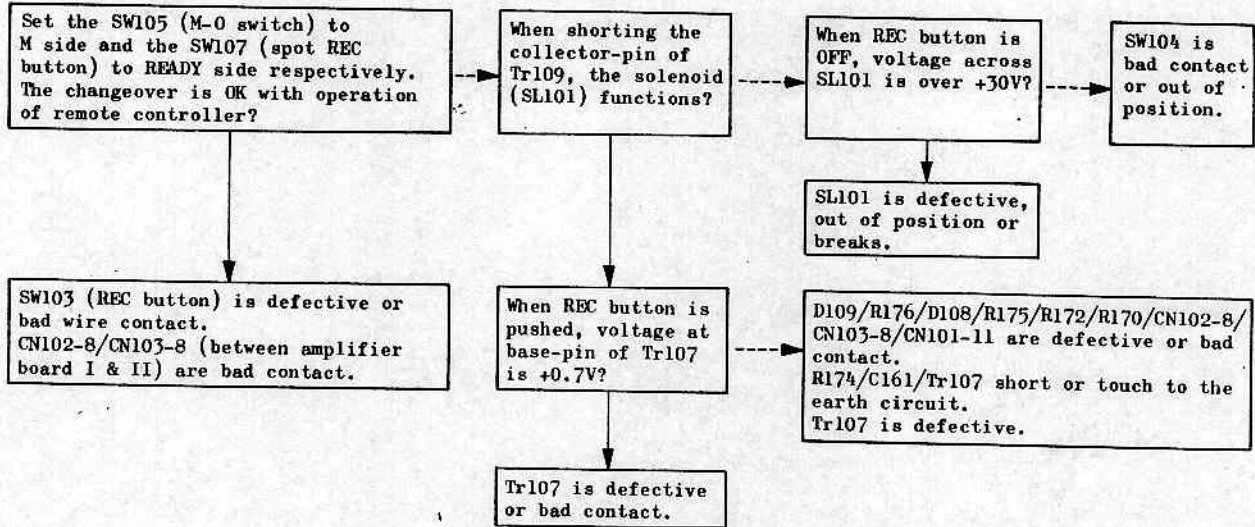 Set the SW105 (M-O switch) to
M side and the SW107 (spot REC
button) to READY side respectively.
The changeover is OK with operation
of remote controller?
When shorting the
collector-pin of
Tr109, the solenoid
(SL101) functions?
When REC button is
OFF, voltage across
SL101 is over +30V?
SW104 is
bad contact
or out of
position.
SL101 is defective,
out of position or
breaks.
SW103 (REC button) is defective or
bad wire contact.
CN102-8/CN103-8 (between amplifier
board I & II) are bad contact.
When REC button is
pushed, voltage at
base-pin of Tr107
is +0.7V?
D109/R176/D108/R175/R172/R170/CN102-8/
CN103-8/CN101-11 are defective or bad
contact.
R174/C161/Tr107 short or touch to the
earth circuit.
Tr107 is defective.
Tr107 is defective
or bad contact.